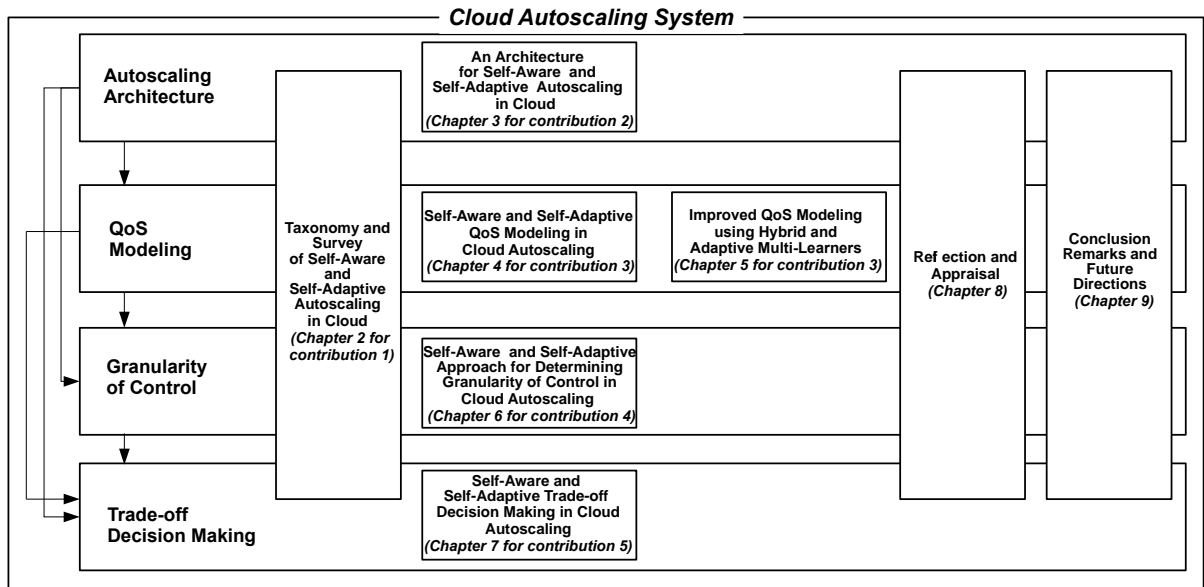 Cloud Autoscaling System
Autoscaling
Architecture
An Architecture
for Self-Aware and
Self-Adaptive Autoscaling
in Cloud
(Chapter 3 for contribution 2)
QoS
Modeling
Taxonomy and
Survey
of Self-Aware
and
Self-Adaptive
Autoscaling
in Cloud
(Chapter 2 for
contribution 1)
Self-Aware and Self-Adaptive
QoS Modeling in
Cloud Autoscaling
(Chapter 4 for contribution 3)
Improved QoS Modeling
using Hybrid and
Adaptive Multi-Learners
(Chapter 5 for contribution 3)
Ref ection and
Appraisal
(Chapter 8)
Conclusion
Remarks and
Future
Directions
(Chapter 9)
Granularity
of Control
Self-Aware and Self-Adaptive
Approach for Determining
Granularity of Control in
Cloud Autoscaling
(Chapter 6 for contribution 4)
Trade-off
Decision Making
Self-Aware and
Self-Adaptive Trade-off
Decision Making in Cloud
Autoscaling
(Chapter 7 for contribution 5)